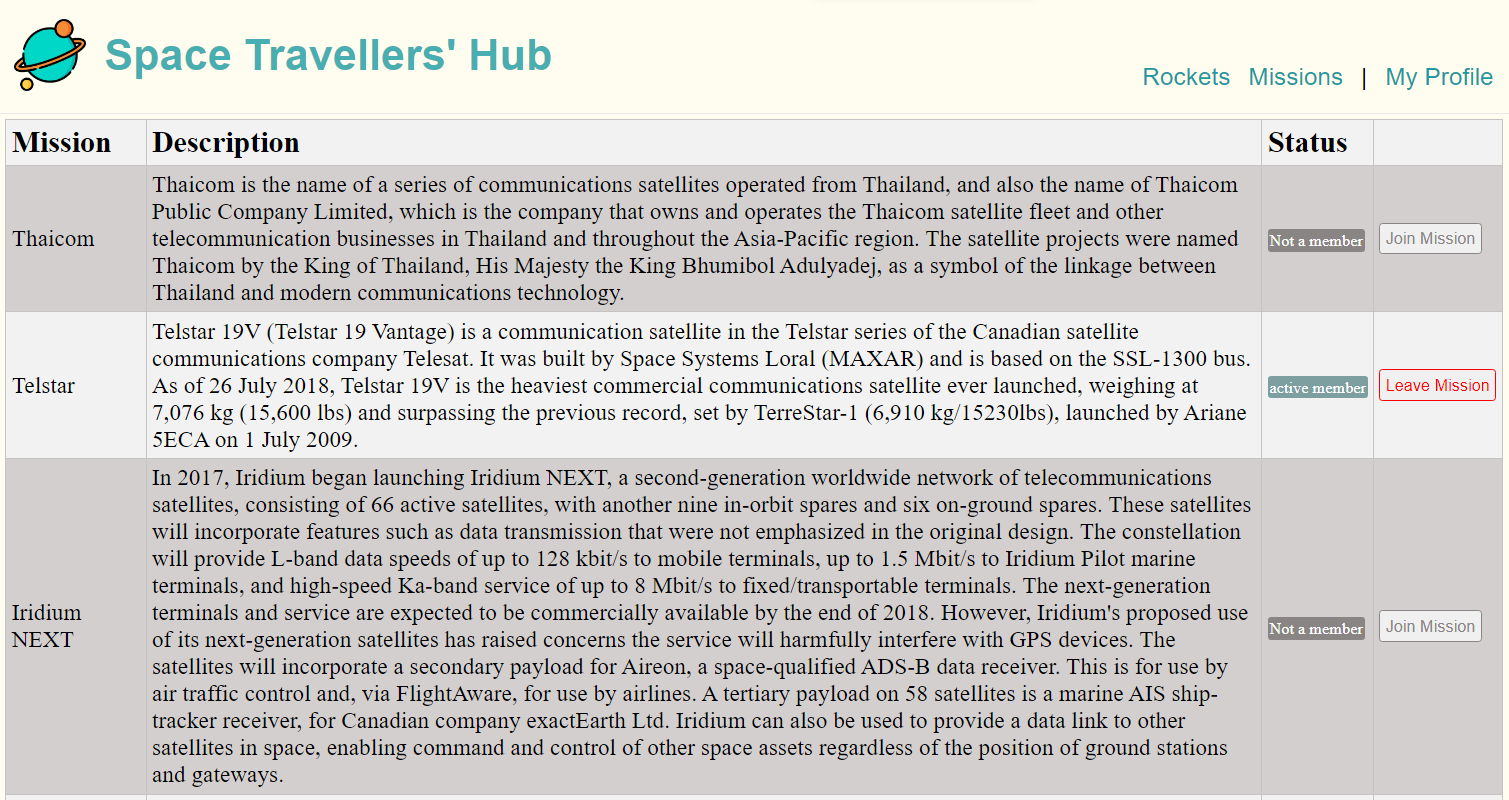 Space Travellers' Hub
Rockets Missions | My Profile
Mission Description Status
Thaicom
Thaicom is the name of a series of communications satellites operated from Thailand, and also the name of Thaicom
Public Company Limited, which is the company that owns and operates the Thaicom satellite fleet and other
telecommunication businesses in Thailand and throughout the Asia-Pacific region. The satellite projects were named
Thaicom by the King of Thailand, His Majesty the King Bhumibol Adulyadej, as a symbol of the linkage between
Thailand and modern communications technology.
Not a member
Join Mission
Telstar
Telstar 19V (Telstar 19 Vantage) is a communication satellite in the Telstar series of the Canadian satellite
communications company Telesat. It was built by Space Systems Loral (MAXAR) and is based on the SSL-1300 bus.
As of 26 July 2018, Telstar 19V is the heaviest commercial communications satellite ever launched, weighing at
7,076 kg (15,600 lbs) and surpassing the previous record, set by TerreStar-1 (6,910 kg/15230lbs), launched by Ariane
5ECA on 1 July 2009.
active member
Leave Mission
Iridium
NEXT
In 2017, Iridium began launching Iridium NEXT, a second-generation worldwide network of telecommunications
satellites, consisting of 66 active satellites, with another nine in-orbit spares and six on-ground spares. These satellites
will incorporate features such as data transmission that were not emphasized in the original design. The constellation
will provide L-band data speeds of up to 128 kbit/s to mobile terminals, up to 1.5 Mbit/s to Iridium Pilot marine
terminals, and high-speed Ka-band service of up to 8 Mbit/s to fixed/transportable terminals. The next-generation
terminals and service are expected to be commercially available by the end of 2018. However, Iridium's proposed use
of its next-generation satellites has raised concerns the service will harmfully interfere with GPS devices. The
satellites will incorporate a secondary payload for Aireon, a space-qualified ADS-B data receiver. This is for use by
air traffic control and, via FlightAware, for use by airlines. A tertiary payload on 58 satellites is a marine AIS ship-
tracker receiver, for Canadian company exactEarth Ltd. Iridium can also be used to provide a data link to other
satellites in space, enabling command and control of other space assets regardless of the position of ground stations
and gateways.
Not a member
Join Mission